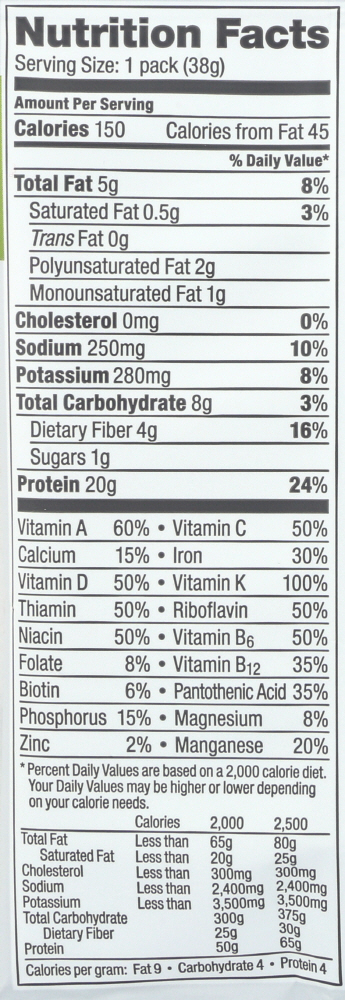 Nutrition Facts
Serving Size: 1 pack (38g)
Amount Per Serving
Calories 150 Calories from Fat 45
% Daily Value*
Total Fat 5g 8%
Saturated Fat 0.5g 3%
Trans Fat 0g
Polyunsaturated Fat 2g
Monounsaturated Fat 1g
Cholesterol 0mg 0%
Sodium 250mg 10%
Potassium 280mg 8%
Total Carbohydrate 8g 3%
Dietary Fiber 4g 16%
Sugars 1g
Protein 20g 24%
Vitamin A 60% • Vitamin C 50%
Calcium 15% • Iron 30%
Vitamin D 50% • Vitamin K 100%
Thiamin 50% • Riboflavin 50%
Niacin 50% • Vitamin B6 50%
Folate 8% • Vitamin B12 35%
Biotin 6% • Pantothenic Acid 35%
Phosphorus 15% • Magnesium 8%
Zinc 2% • Manganese 20%
*Percent Daily Values are based on a 2,000 calorie diet.
Your Daily Values may be higher or lower depending
on your calorie needs.
Calories 2,000 2,500
Total Fat Less than 65g 80g
Saturated Fat Less than 20g 25g
Cholesterol Less than 300mg 300mg
Sodium Less than 2,400mg 2,400mg
Potassium Less than 3,500mg 3,500mg
Total Carbohydrate 300g 375g
Dietary Fiber 25g 30g
Protein 50g 65g
Calories per gram: Fat 9 • Carbohydrate 4 • Protein 4